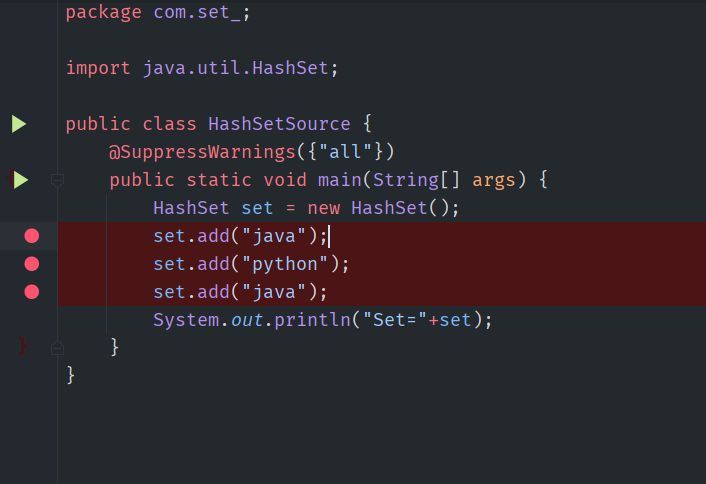 package com.set_;
import java.util.HashSet;
public class HashSetSource {
@SuppressWarnings({"all"})
public static void main(String[] args) {
HashSet set = new HashSet();
set.add("java");
set.add("python");
set.add("java");
System.out.println("Set="+set);
}
}